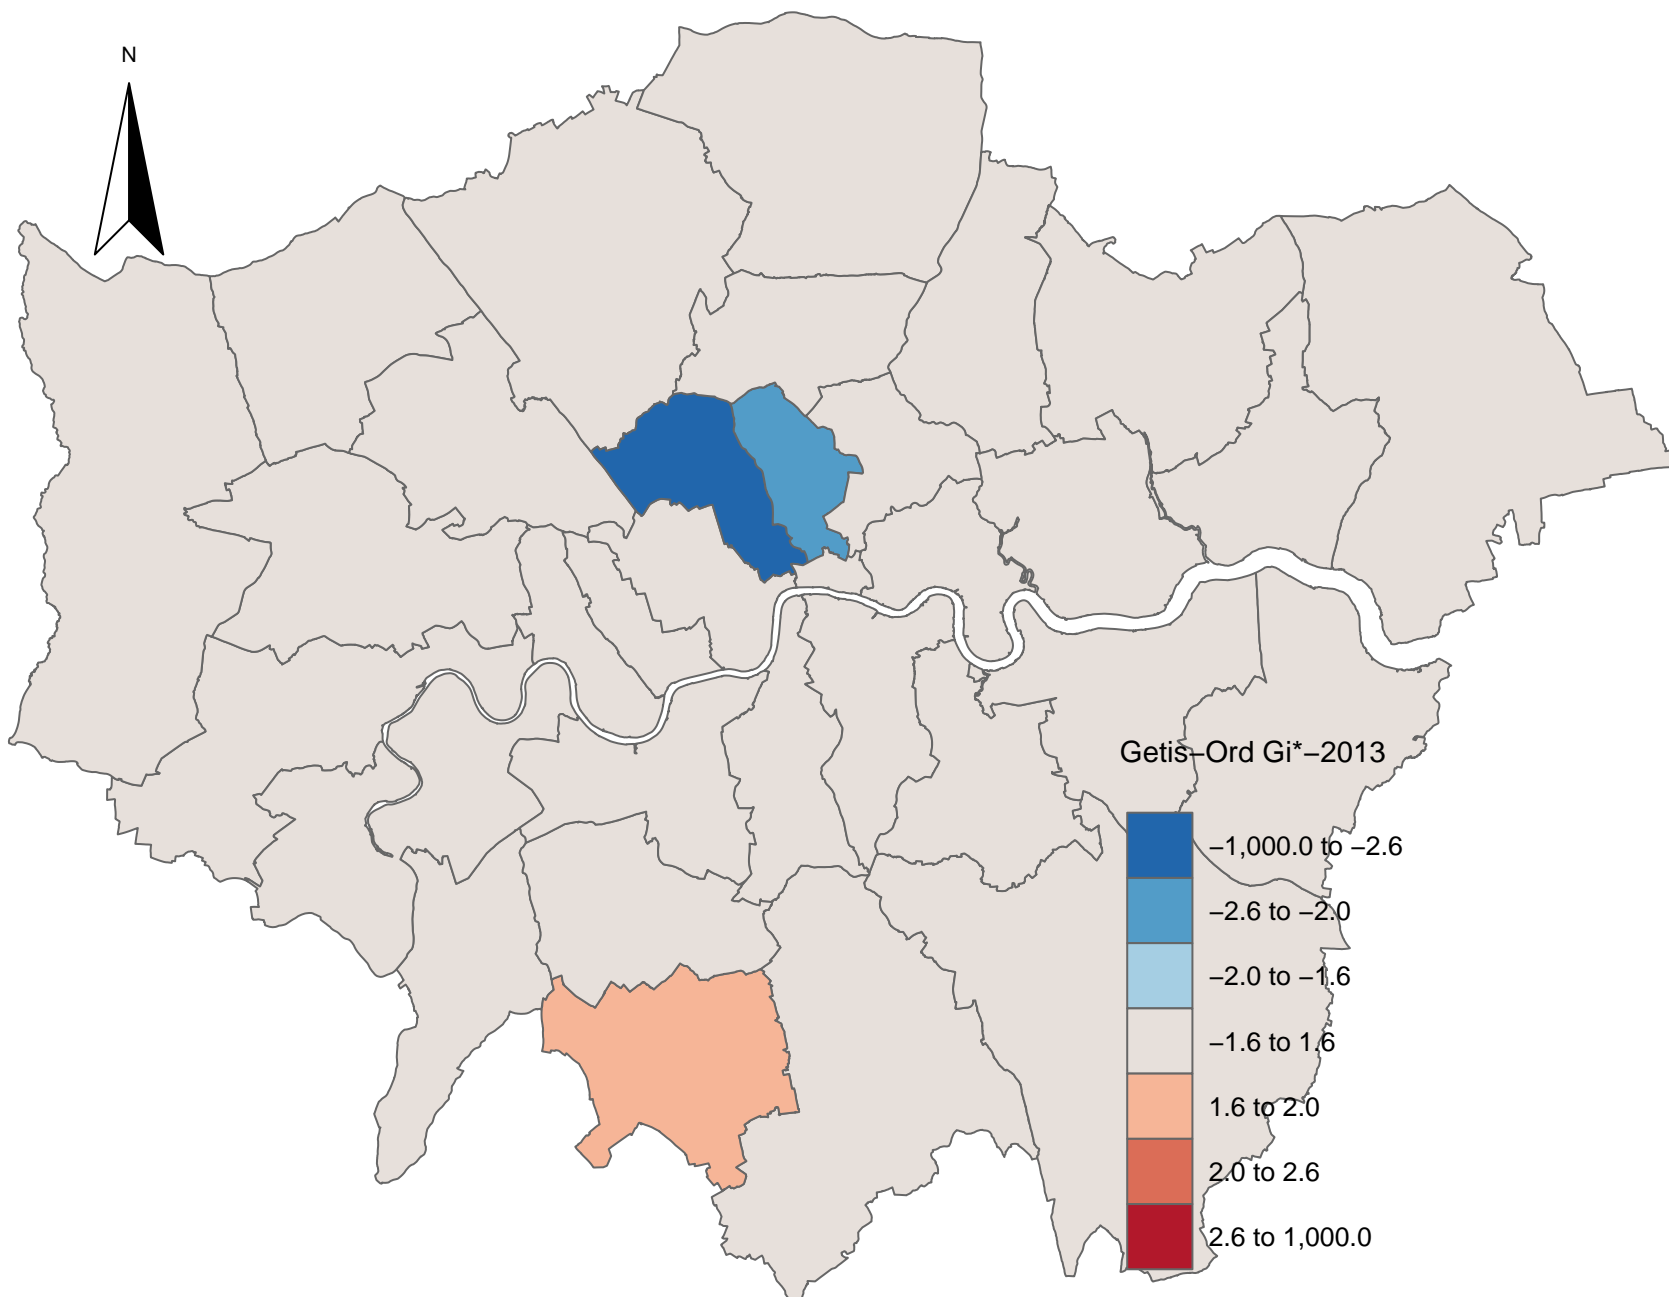 N
Getis–Ord Gi*–2013
−1,000.0 to −2.6
−2.6 to −2.0
−2.0 to −1.6
−1.6 to 1.6
1.6 to 2.0
2.0 to 2.6
2.6 to 1,000.0